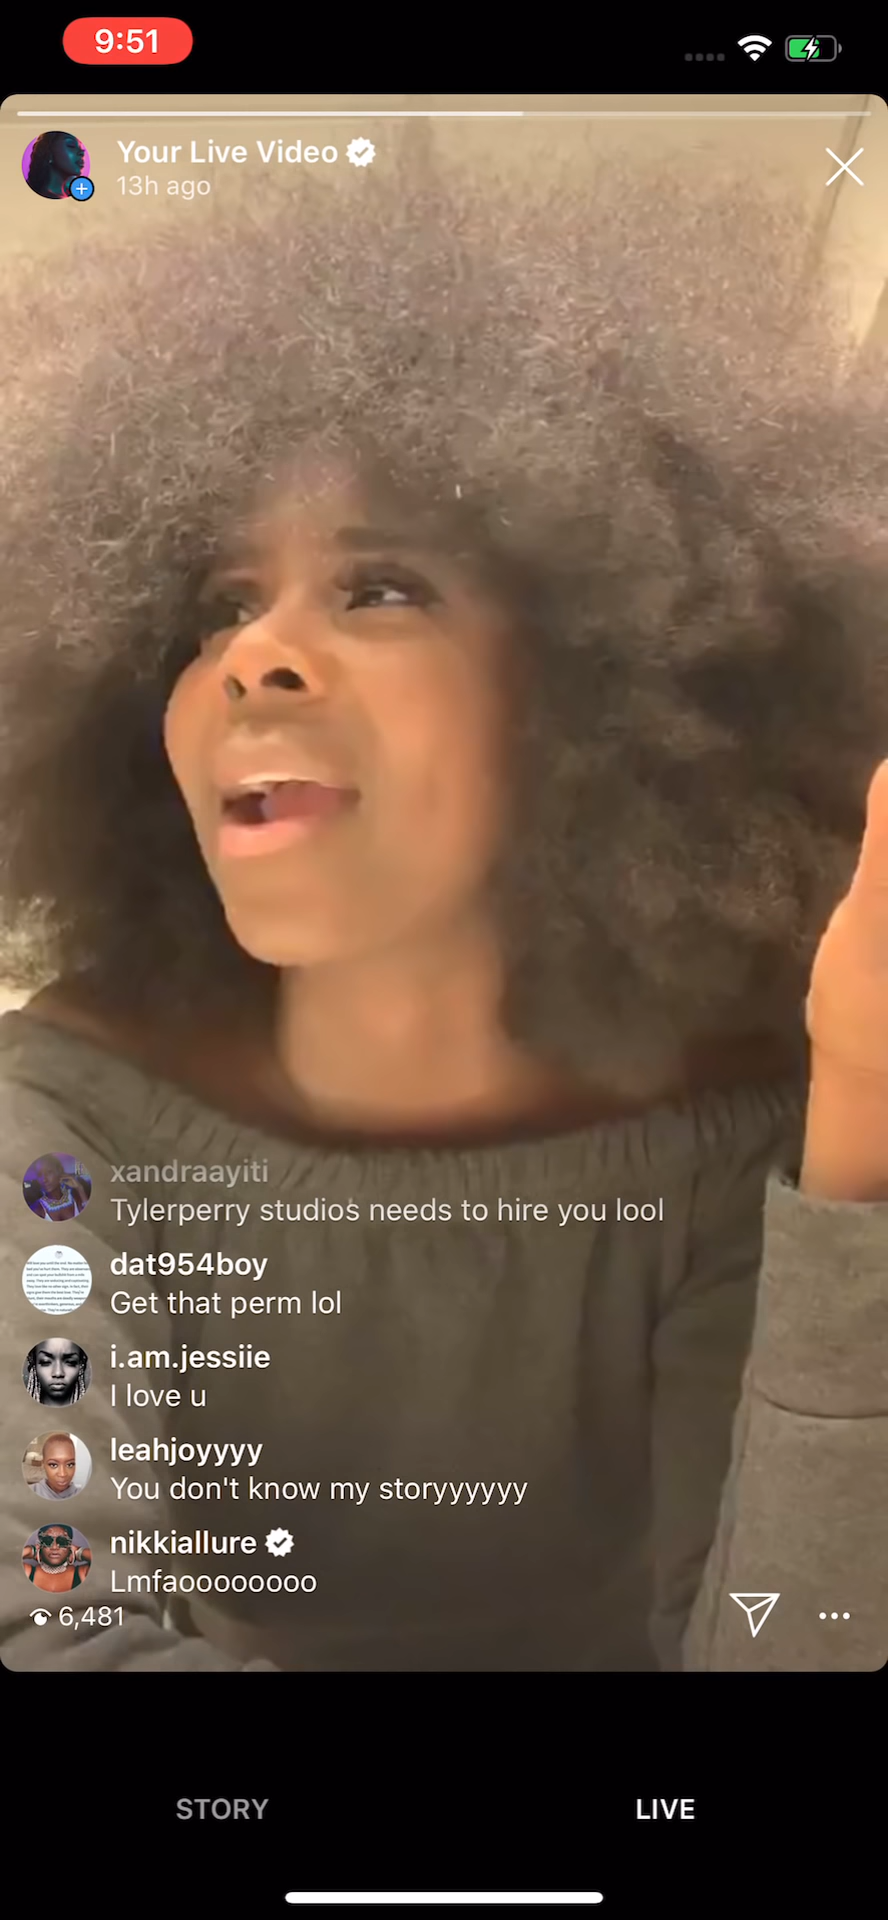 9:51
Your Live Video
13h ago
xandraayiti
Tylerperry studios needs to hire you lool
dat954boy
Get that perm lol
i.am.jessiie
I love u
leahjoyyyy
You don't know my storyyyyyy
nikkiallure
Lmfaoooooooo
6,481
STORY
LIVE